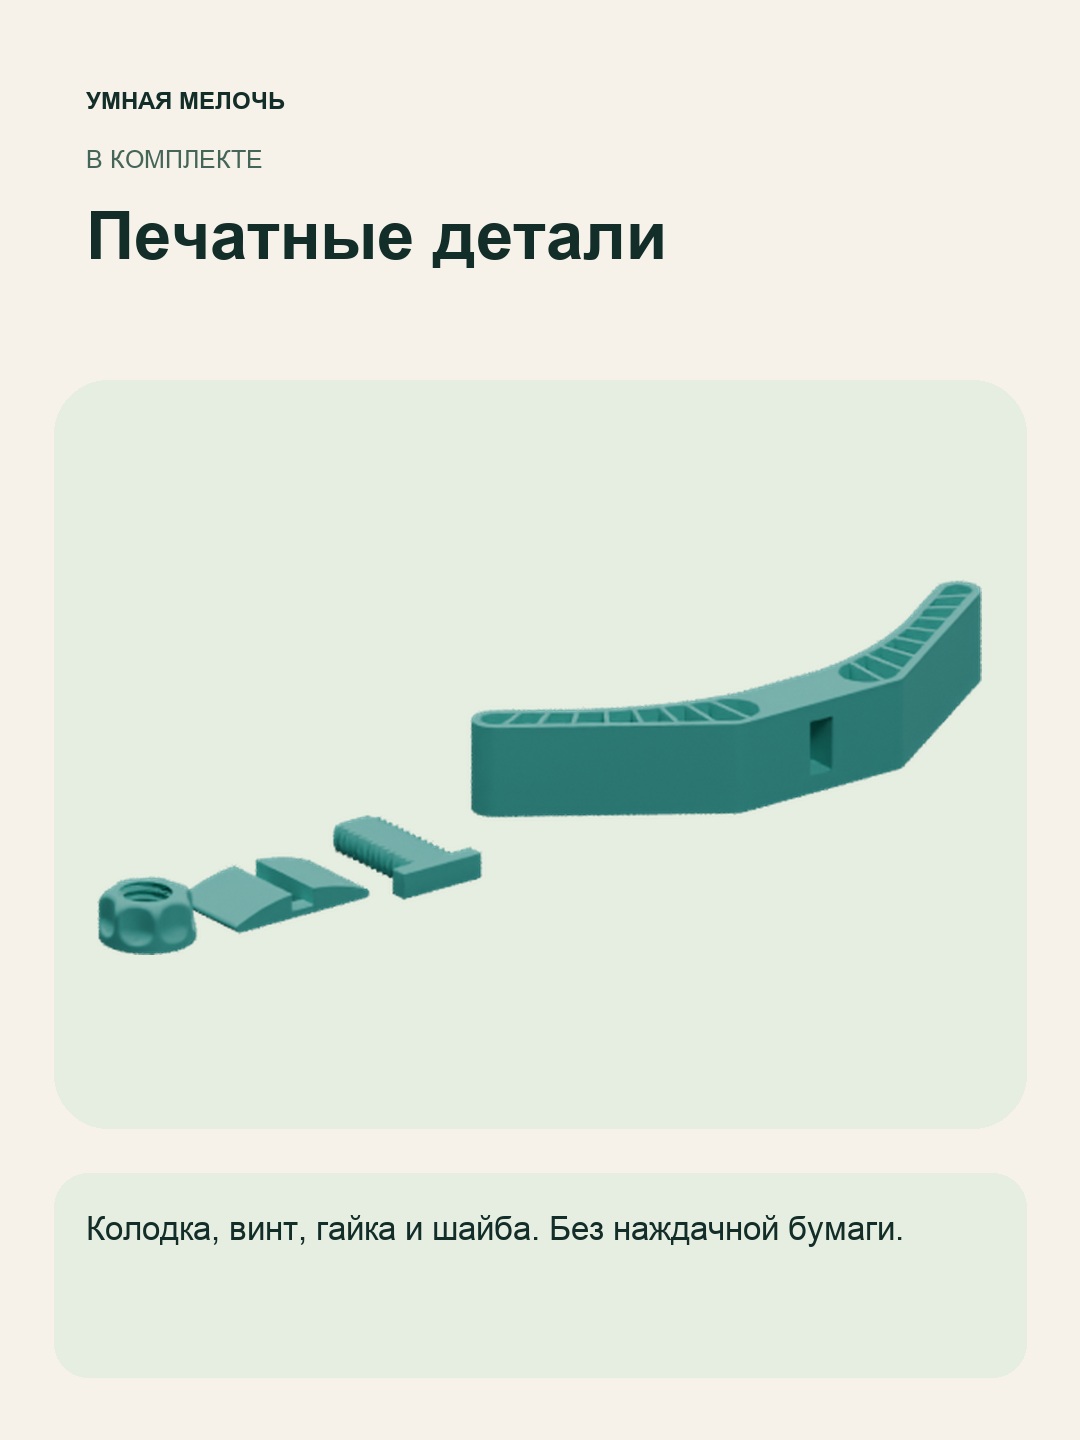 УМНАЯ МЕЛОЧЬ
В КОМПЛЕКТЕ
Печатные детали
Колодка, винт, гайка и шайба. Без наждачной бумаги.